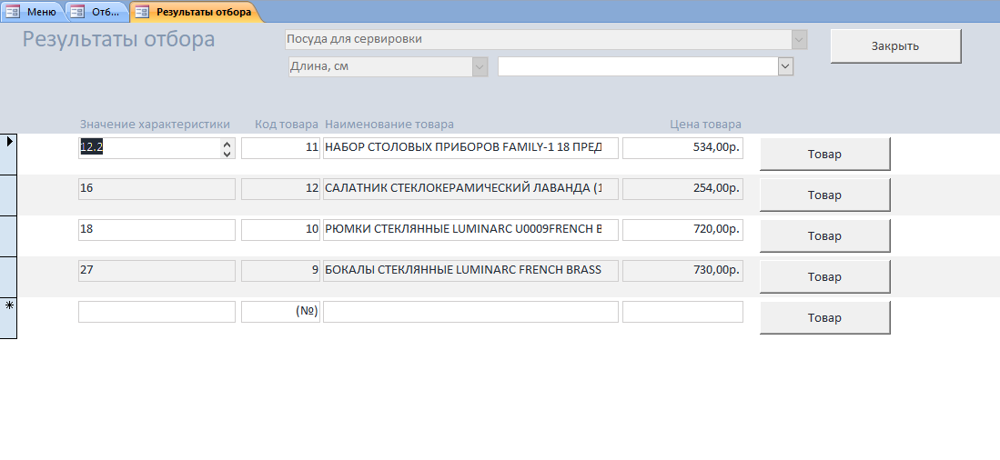 Меню Отб... Результаты отбора
Результаты отбора
Посуда для сервировки
Закрыть
Длина, см
Значение характеристики Код товара Наименование товара Цена товара
12.2 11 НАБОР СТОЛОВЫХ ПРИБОРОВ FAMILY-1 18 ПРЕД 534,00р. Товар
16 12 САЛАТНИК СТЕКЛОКЕРАМИЧЕСКИЙ ЛАВАНДА (1 254,00р. Товар
18 10 РЮМКИ СТЕКЛЯННЫЕ LUMINARC U0009FRENCH B 720,00р. Товар
27 9 БОКАЛЫ СТЕКЛЯННЫЕ LUMINARC FRENCH BRASS 730,00р. Товар
(№) Товар